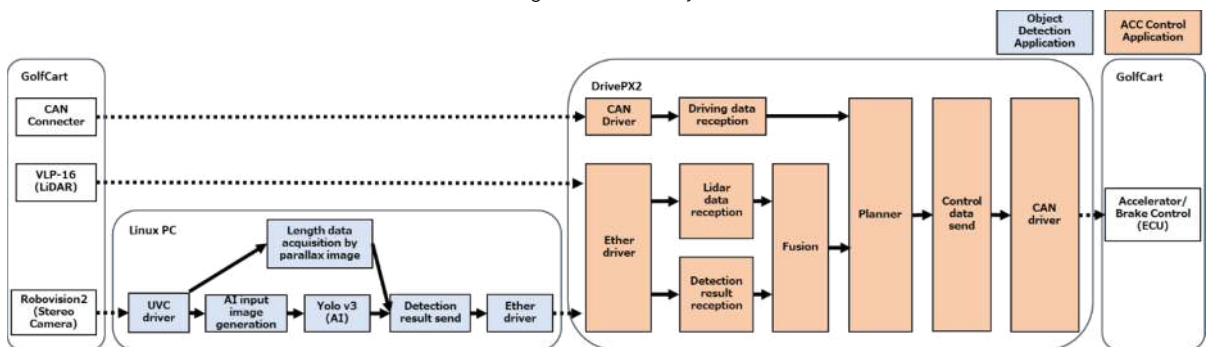 Object
Detection
Application
ACC Control
Application
GolfCart
CAN
Connecter
VLP-16
(LiDAR)
Robovision2
(Stereo
Camera)
Linux PC
Length data
acquisition by
parallax image
UVC
driver
AI input
image
generation
Yolo v3
(AI)
Detection
result send
Ether
driver
DrivePX2
CAN
Driver
Driving data
reception
Ether
driver
Lidar
data
reception
Detection
result
reception
Fusion
Planner
Control
data
send
CAN
driver
GolfCart
Accelerator/
Brake Control
(ECU)